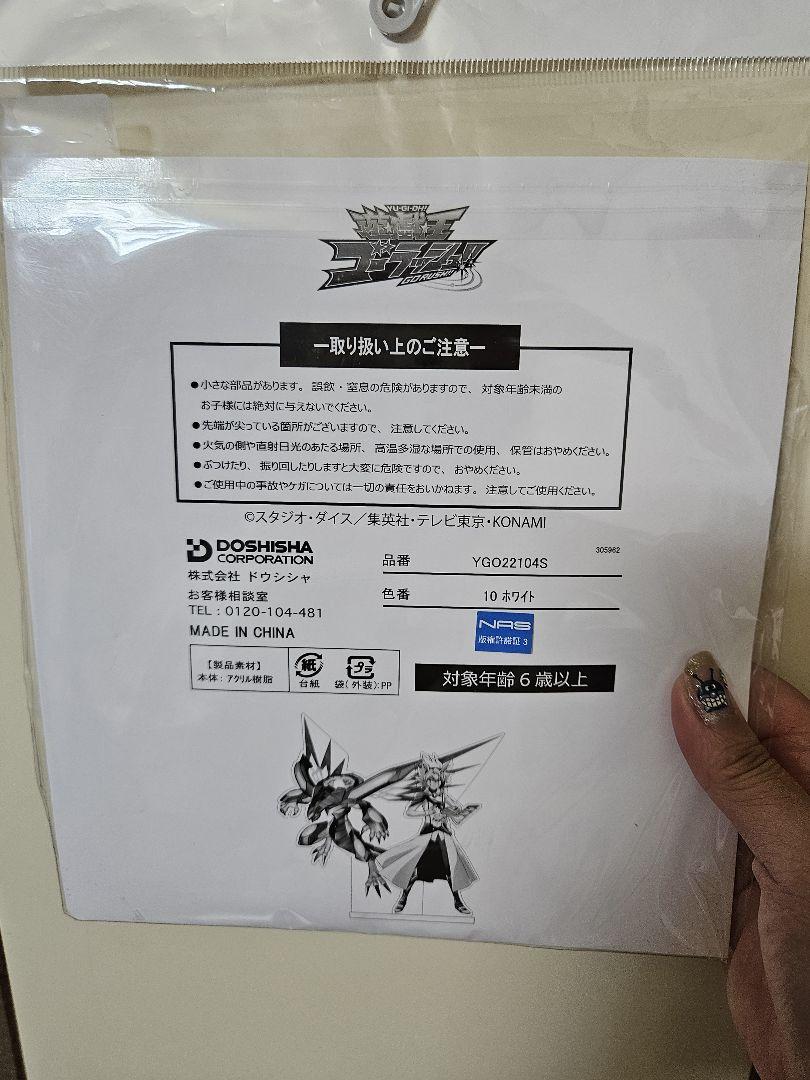 YU-GI-OH!
遊☆戯☆王
ゴーラッシュ!!
GO RUSH!!
ー取り扱い上のご注意ー
●小さな部品があります。誤飲・窒息の危険がありますので、対象年齢未満の
お子様には絶対に与えないでください。
●先端が尖っている箇所がございますので、注意してください。
●火気の側や直射日光のあたる場所、高温多湿な場所での使用、保管はおやめください。
●ぶつけたり、振り回したりしますと大変に危険ですので、おやめください。
●ご使用中の事故やケガについては一切の責任をおいかねます。注意してご使用ください。
©スタジオ・ダイス/集英社・テレビ東京・KONAMI
DOSHISHA
CORPORATION
株式会社 ドウシシャ
お客様相談室
TEL:0120-104-481
MADE IN CHINA
305962
品番 YGO22104S
色番 10 ホワイト
NAS
版権許諾証 3
【製品素材】
本体:アクリル樹脂
紙
台紙
プラ
袋(外装):PP
対象年齢6歳以上